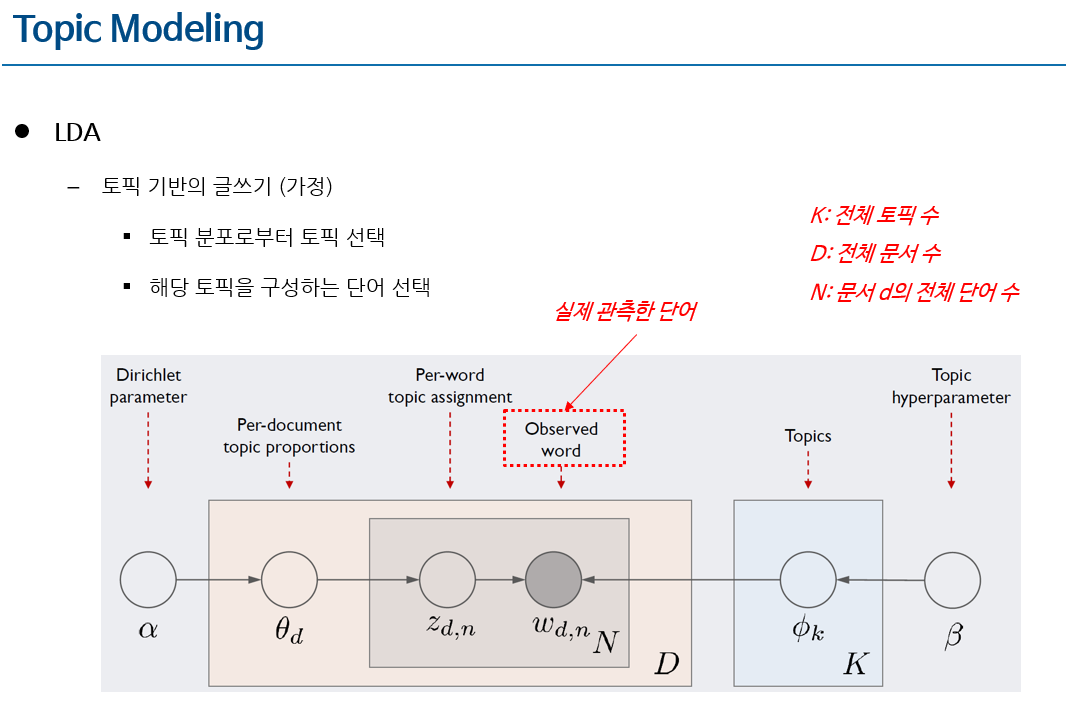 Topic Modeling
● LDA
– 토픽 기반의 글쓰기 (가정)
▪ 토픽 분포로부터 토픽 선택
▪ 해당 토픽을 구성하는 단어 선택
K: 전체 토픽 수
D: 전체 문서 수
N: 문서 d의 전체 단어 수
실제 관측한 단어
Dirichlet
parameter
Per-document
topic proportions
Per-word
topic assignment
Observed
word
Topics
Topic
hyperparameter
α
θ_d
z_{d,n}
w_{d,n}
N
D
ϕ_k
K
β